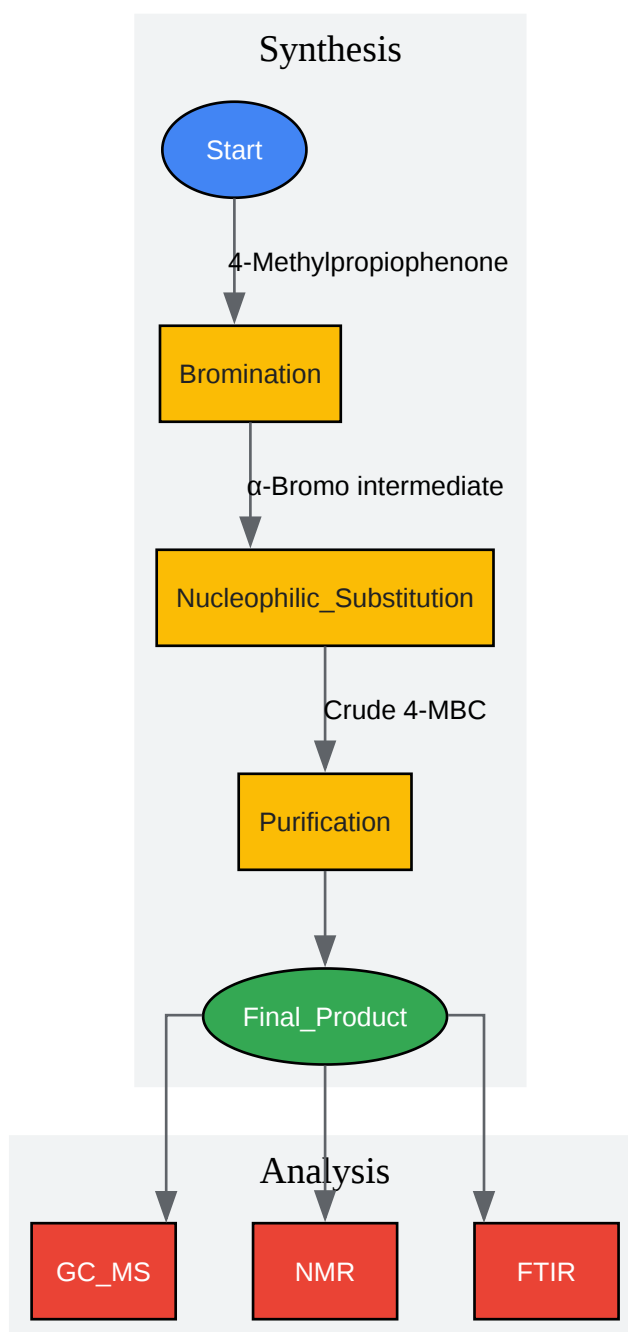 Synthesis
Start
4-Methylpropiophenone
Bromination
α-Bromo intermediate
Nucleophilic_Substitution
Crude 4-MBC
Purification
Final_Product
Analysis
GC_MS
NMR
FTIR